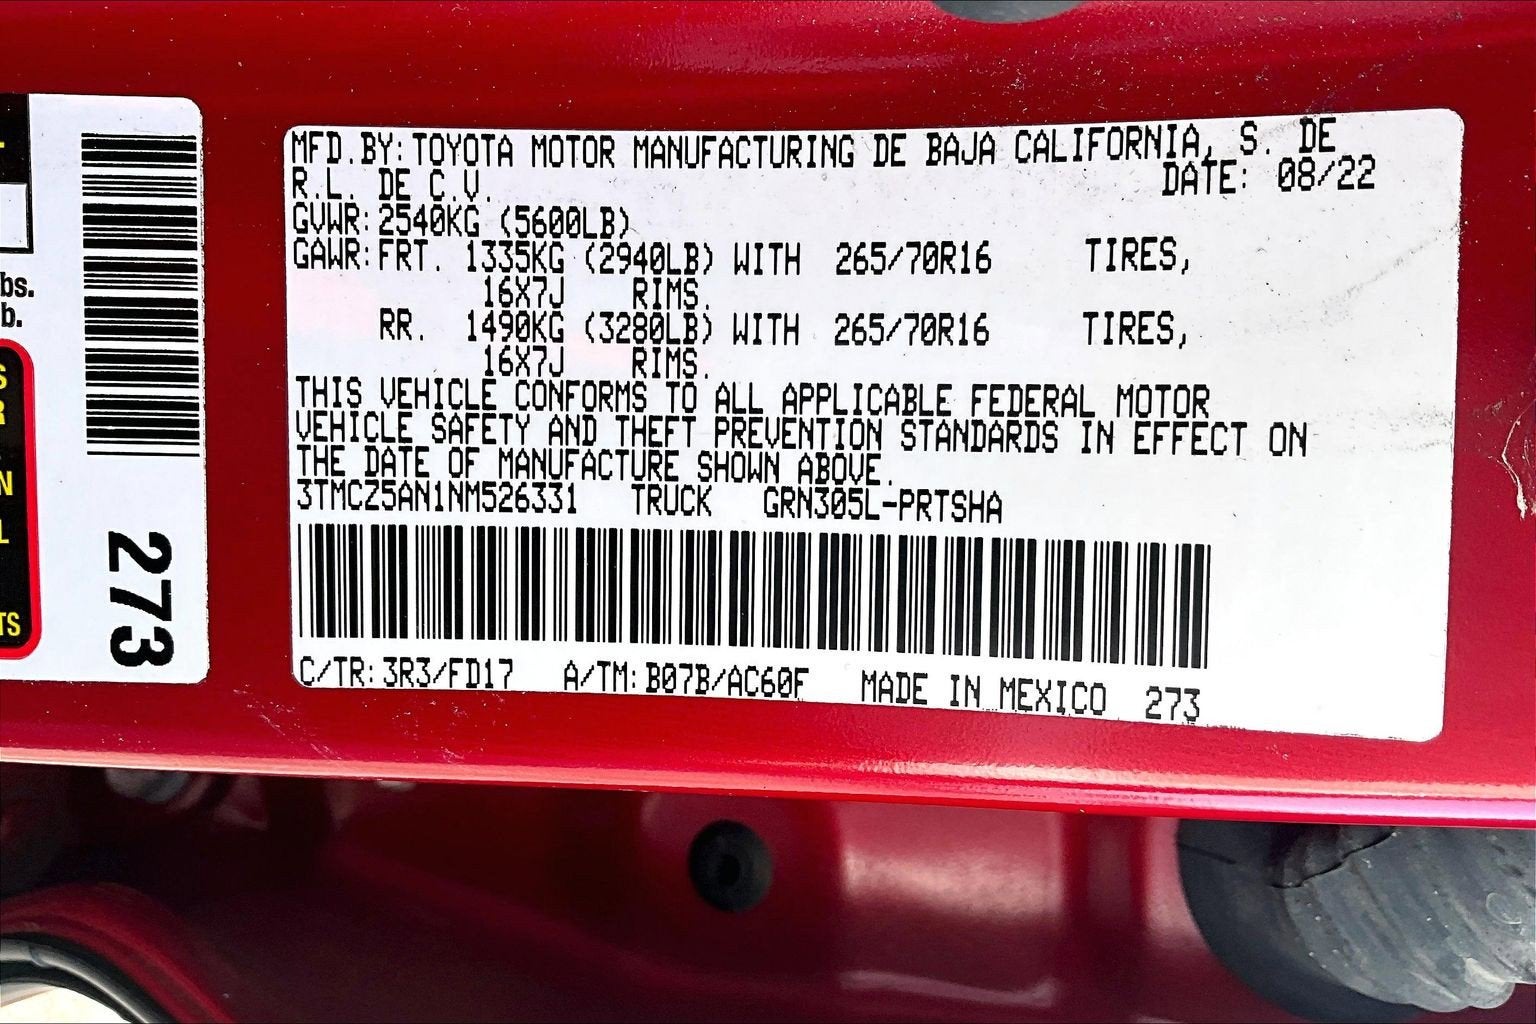 MFD.BY:TOYOTA MOTOR MANUFACTURING DE BAJA CALIFORNIA, S. DE
R.L. DE C.V. DATE: 08/22
GVWR:2540KG (5600LB)
GAWR:FRT. 1335KG (2940LB) WITH 265/70R16 TIRES,
16X7J RIMS.
RR. 1490KG (3280LB) WITH 265/70R16 TIRES,
16X7J RIMS.
THIS VEHICLE CONFORMS TO ALL APPLICABLE FEDERAL MOTOR
VEHICLE SAFETY AND THEFT PREVENTION STANDARDS IN EFFECT ON
THE DATE OF MANUFACTURE SHOWN ABOVE.
3TMCZ5AN1NM526331 TRUCK GRN305L-PRTSHA
C/TR:3R3/FD17 A/TM:B07B/AC60F MADE IN MEXICO 273
273
bs.
b.